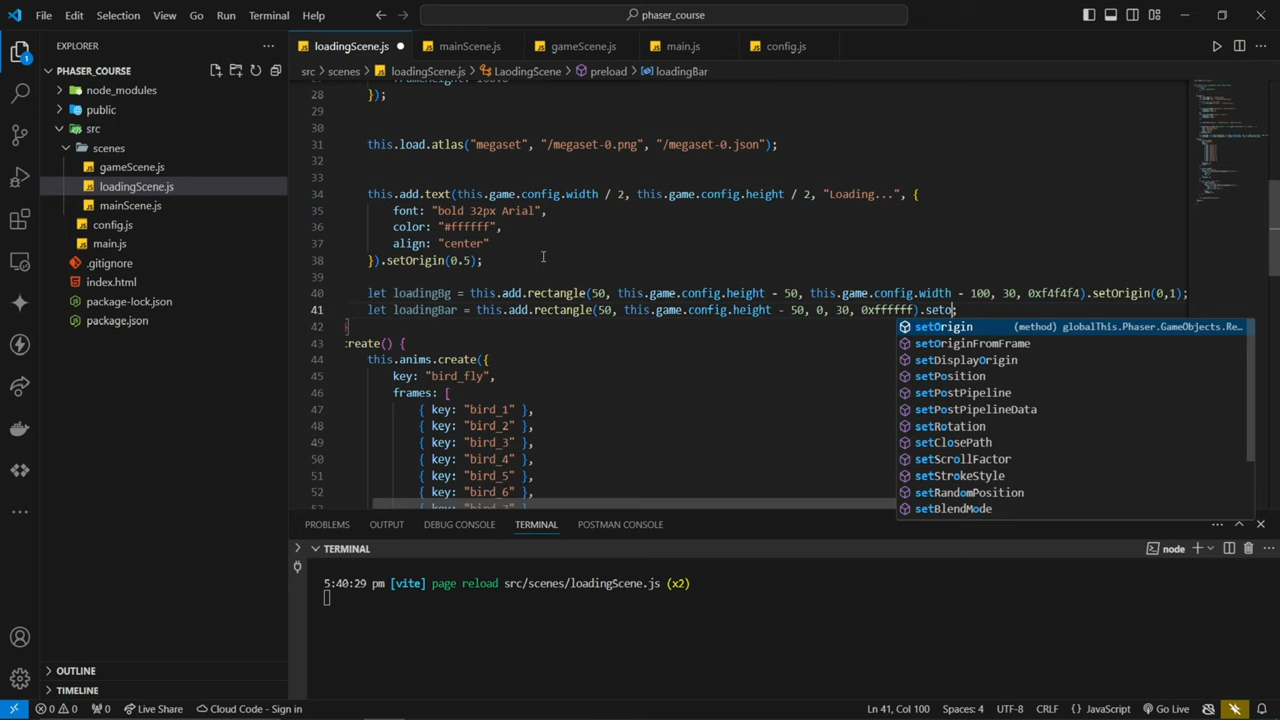 File Edit Selection View Go Run Terminal Help
phaser_course
EXPLORER
loadingScene.js
mainScene.js
gameScene.js
main.js
config.js
PHASER_COURSE
src > scenes > loadingScene.js > LaodingScene > preload > loadingBar
node_modules
public
src
scenes
gameScene.js
loadingScene.js
mainScene.js
config.js
main.js
.gitignore
index.html
package-lock.json
package.json
28 });
29
30
31 this.load.atlas("megaset", "/megaset-0.png", "/megaset-0.json");
32
33
34 this.add.text(this.game.config.width / 2, this.game.config.height / 2, "Loading...", {
35 font: "bold 32px Arial",
36 color: "#ffffff",
37 align: "center"
38 }).setOrigin(0.5);
39
40 let loadingBg = this.add.rectangle(50, this.game.config.height - 50, this.game.config.width - 100, 30, 0xf4f4f4).setOrigin(0,1);
41 let loadingBar = this.add.rectangle(50, this.game.config.height - 50, 0, 30, 0xffffff).seto;
42 }
43 create() {
44 this.anims.create({
45 key: "bird_fly",
46 frames: [
47 { key: "bird_1" },
48 { key: "bird_2" },
49 { key: "bird_3" },
50 { key: "bird_4" },
51 { key: "bird_5" },
52 { key: "bird_6" },
setOrigin (method) globalThis.Phaser.GameObjects.Re...
setOriginFromFrame
setDisplayOrigin
setPosition
setPostPipeline
setPostPipelineData
setRotation
setClosePath
setScrollFactor
setStrokeStyle
setRandomPosition
setBlendMode
PROBLEMS OUTPUT DEBUG CONSOLE TERMINAL POSTMAN CONSOLE
TERMINAL
node
5:40:29 pm [vite] page reload src/scenes/loadingScene.js (x2)
OUTLINE
TIMELINE
0 0 0 Live Share Cloud Code - Sign in
Ln 41, Col 100 Spaces: 4 UTF-8 CRLF JavaScript Go Live